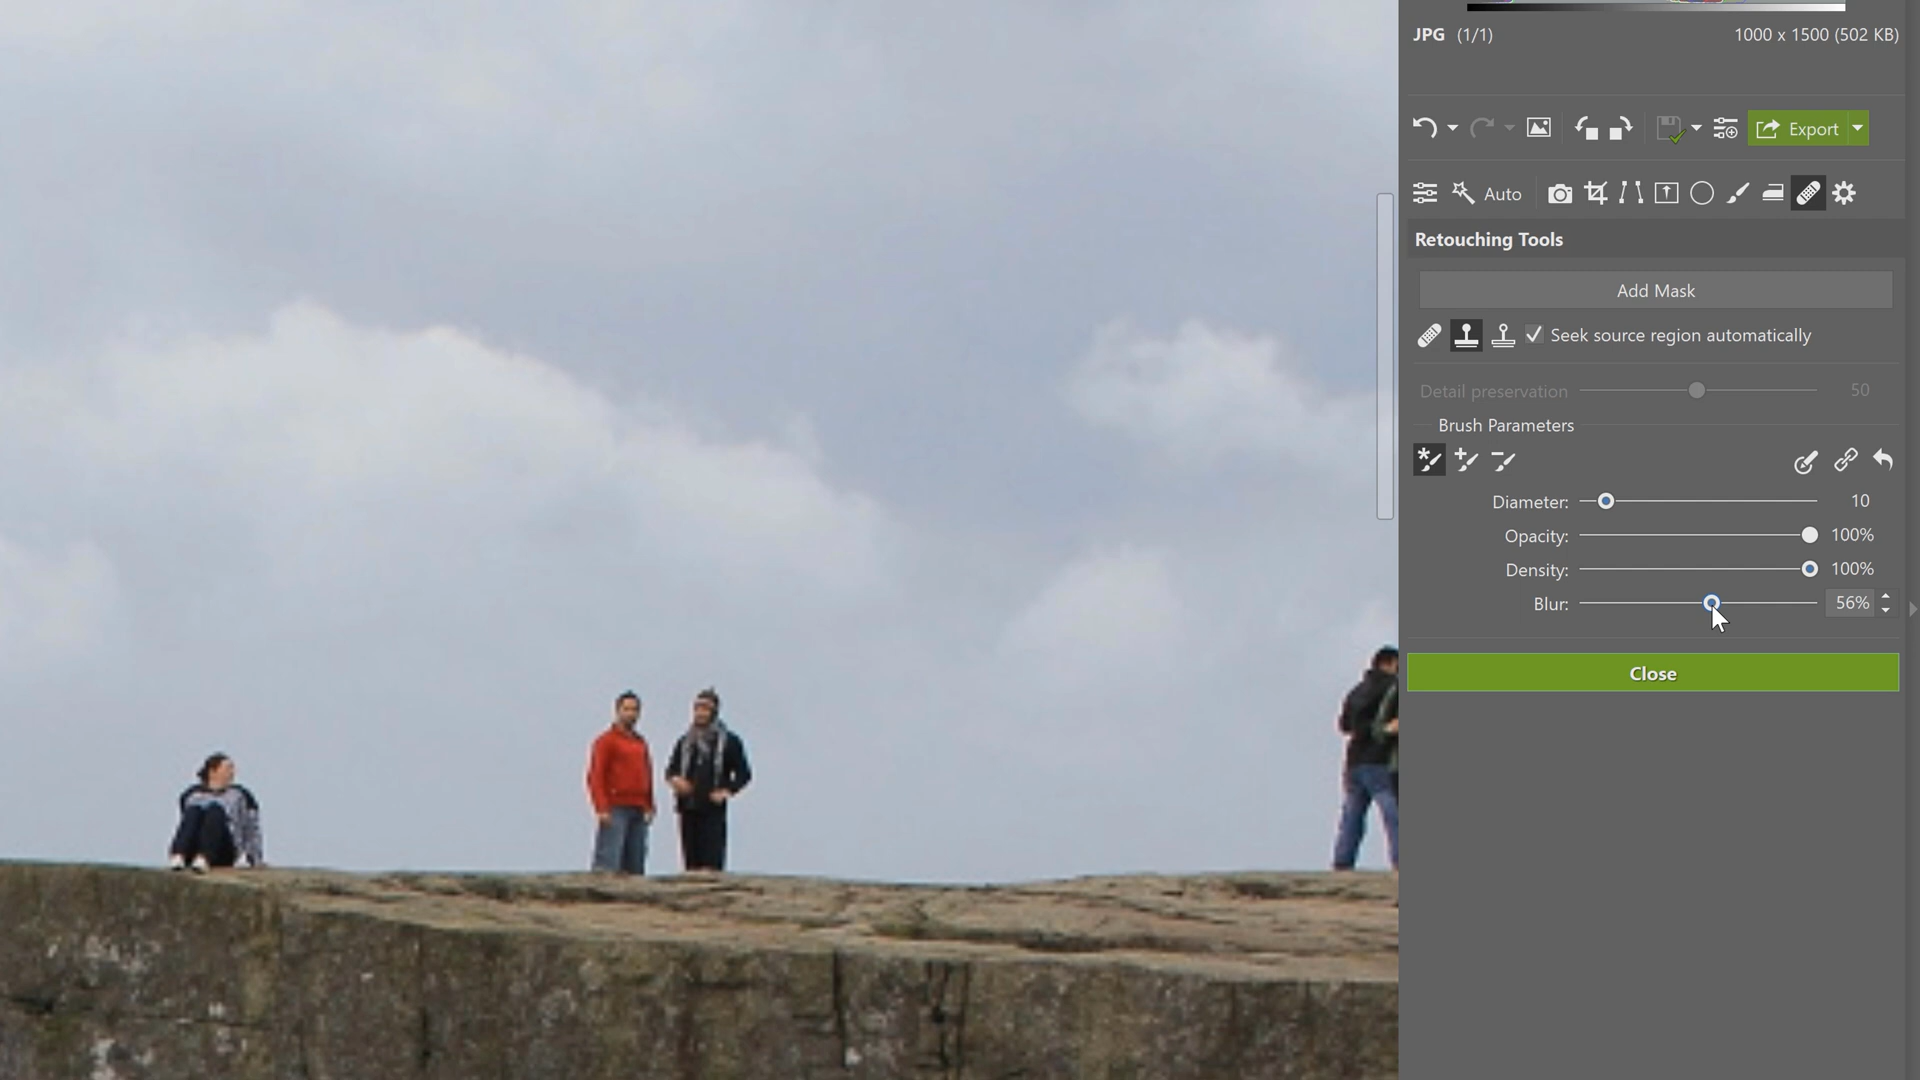 JPG (1/1) 1000 x 1500 (502 KB)
Export
Auto
Retouching Tools
Add Mask
Seek source region automatically
Detail preservation 50
Brush Parameters
Diameter: 10
Opacity: 100%
Density: 100%
Blur: 56%
Close